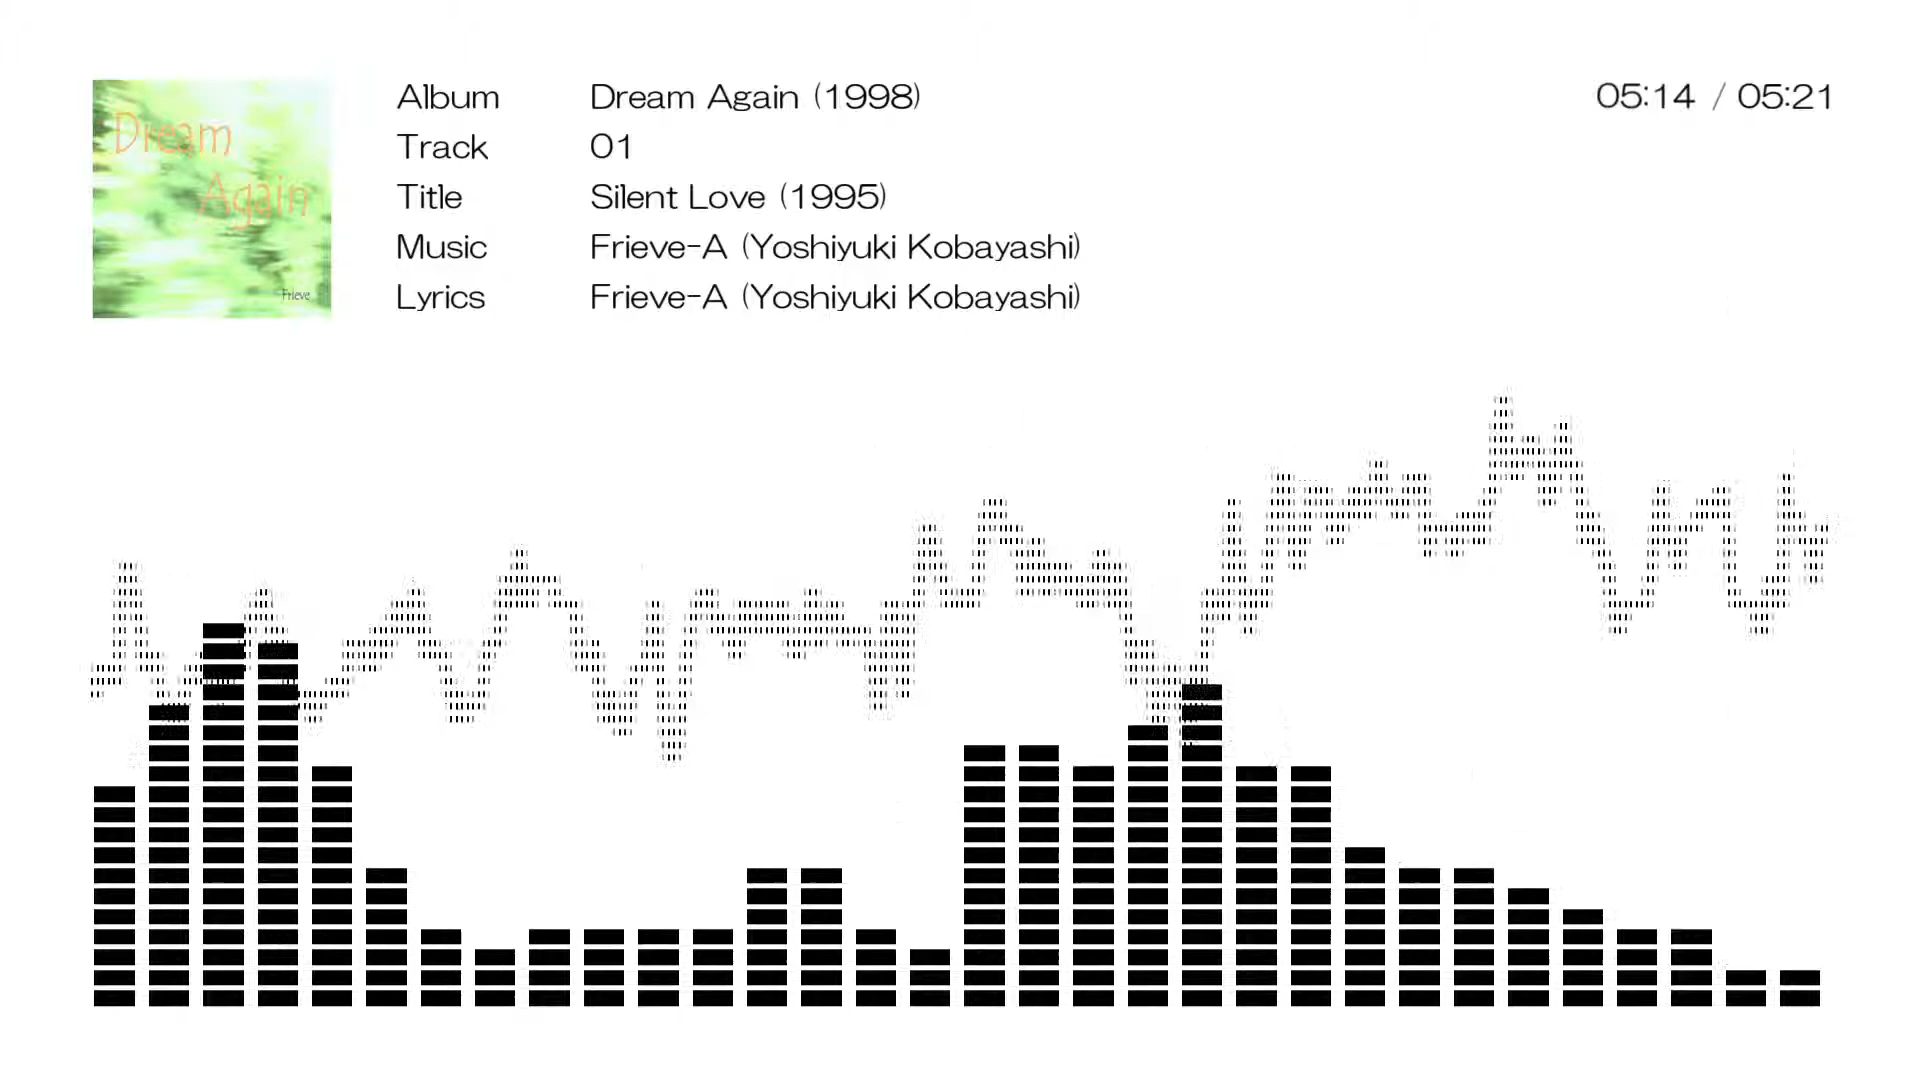 Dream
Again
Frieve
Album Dream Again (1998)
Track 01
Title Silent Love (1995)
Music Frieve-A (Yoshiyuki Kobayashi)
Lyrics Frieve-A (Yoshiyuki Kobayashi)
05:14 / 05:21